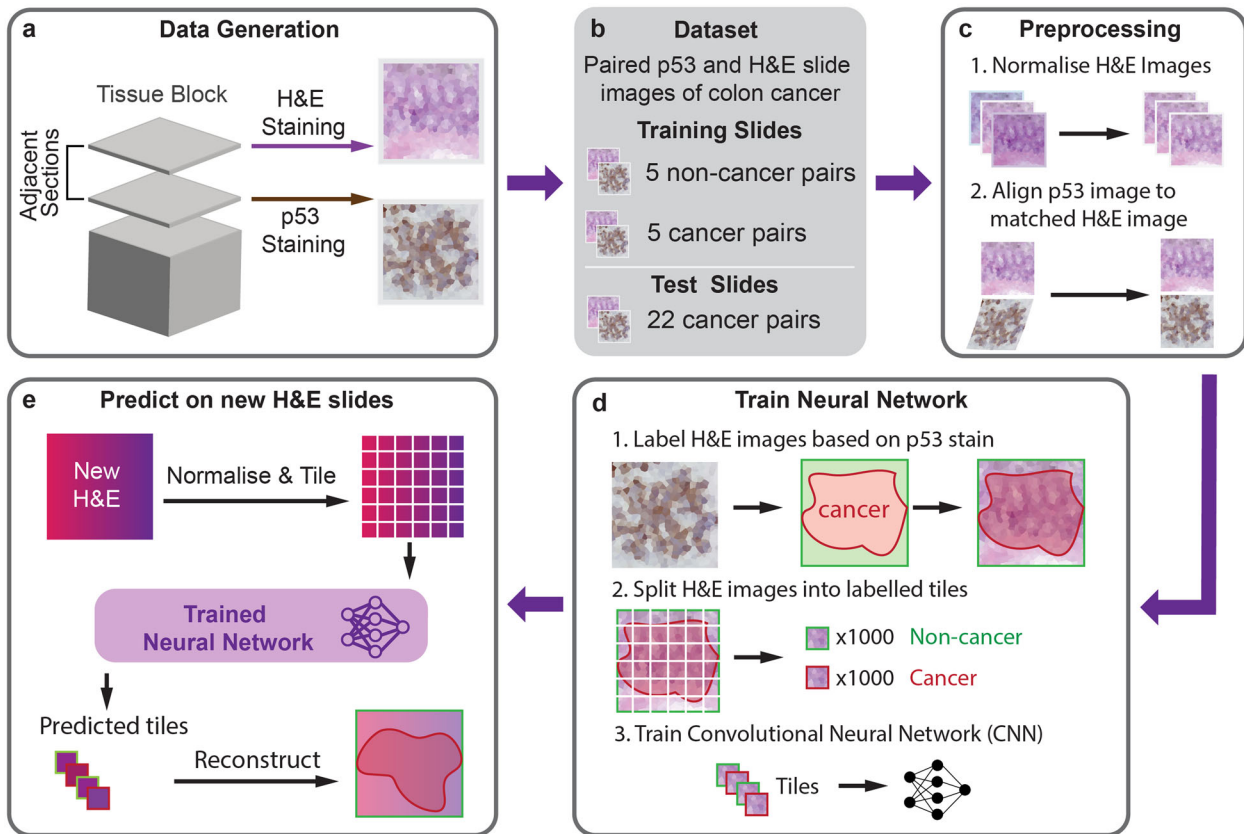 a
Data Generation
Tissue Block
Adjacent
Sections
H&E
Staining
p53
Staining
b
Dataset
Paired p53 and H&E slide
images of colon cancer
Training Slides
5 non-cancer pairs
5 cancer pairs
Test Slides
22 cancer pairs
c
Preprocessing
1. Normalise H&E Images
2. Align p53 image to
matched H&E image
d
Train Neural Network
1. Label H&E images based on p53 stain
cancer
2. Split H&E images into labelled tiles
x1000 Non-cancer
x1000 Cancer
3. Train Convolutional Neural Network (CNN)
Tiles
e
Predict on new H&E slides
New
H&E
Normalise & Tile
Trained
Neural Network
Predicted tiles
Reconstruct